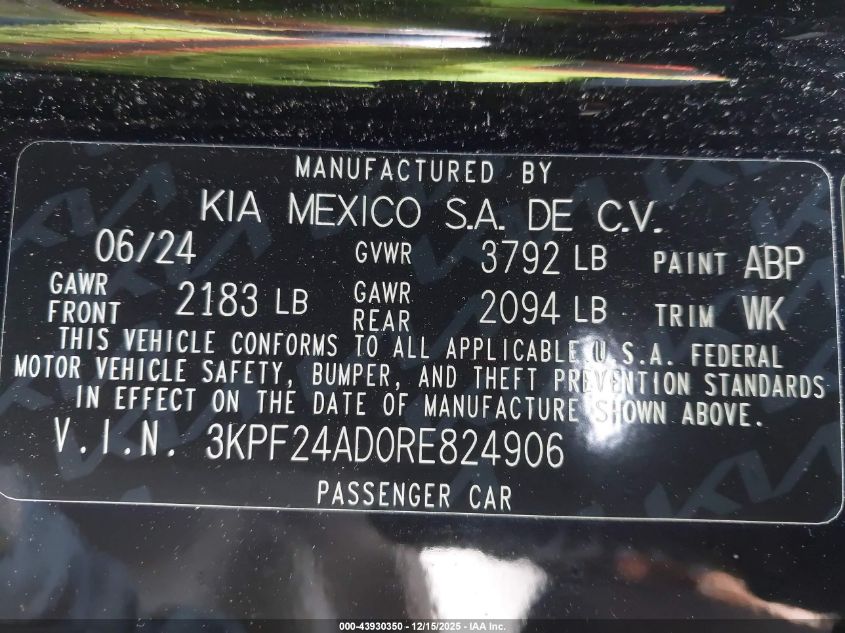 MANUFACTURED BY
KIA MEXICO S.A. DE C.V.
06/24 GVWR 3792 LB PAINT ABP
GAWR FRONT 2183 LB GAWR REAR 2094 LB TRIM WK
THIS VEHICLE CONFORMS TO ALL APPLICABLE U.S.A. FEDERAL
MOTOR VEHICLE SAFETY, BUMPER, AND THEFT PREVENTION STANDARDS
IN EFFECT ON THE DATE OF MANUFACTURE SHOWN ABOVE.
V.I.N. 3KPF24AD0RE824906
PASSENGER CAR
000-43930350 - 12/15/2025 - IAA Inc.